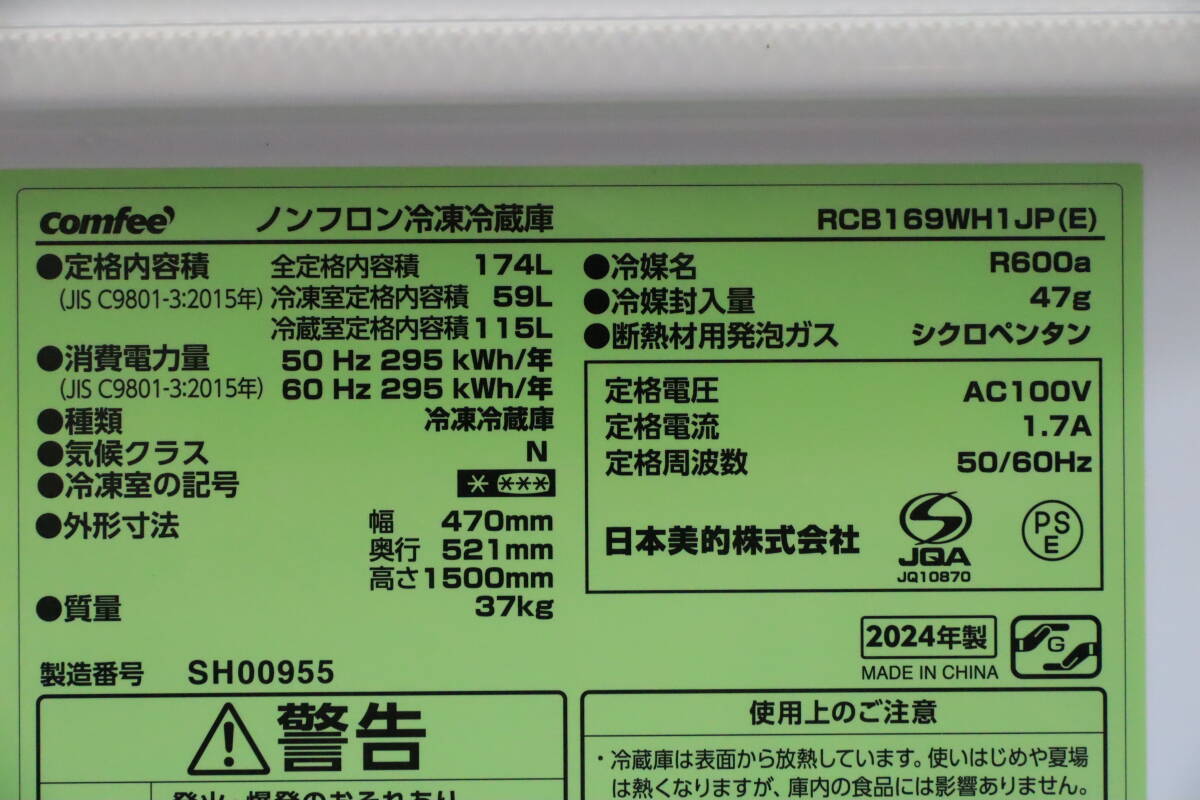 comfee' ノンフロン冷凍冷蔵庫 RCB169WH1JP(E)
●定格内容積 全定格内容積 174L
(JIS C9801-3:2015年) 冷凍室定格内容積 59L
冷蔵室定格内容積 115L
●消費電力量 50 Hz 295 kWh/年
(JIS C9801-3:2015年) 60 Hz 295 kWh/年
●種類 冷凍冷蔵庫
●気候クラス N
●冷凍室の記号 * ***
●外形寸法 幅 470mm
奥行 521mm
高さ 1500mm
●質量 37kg
製造番号 SH00955
●冷媒名 R600a
●冷媒封入量 47g
●断熱材用発泡ガス シクロペンタン
定格電圧 AC100V
定格電流 1.7A
定格周波数 50/60Hz
日本美的株式会社
JQA
JQ10870
PS
E
2024年製
MADE IN CHINA
G
警告
発火・爆発のおそれあり
使用上のご注意
・冷蔵庫は表面から放熱しています。使いはじめや夏場
は熱くなりますが、庫内の食品には影響ありません。